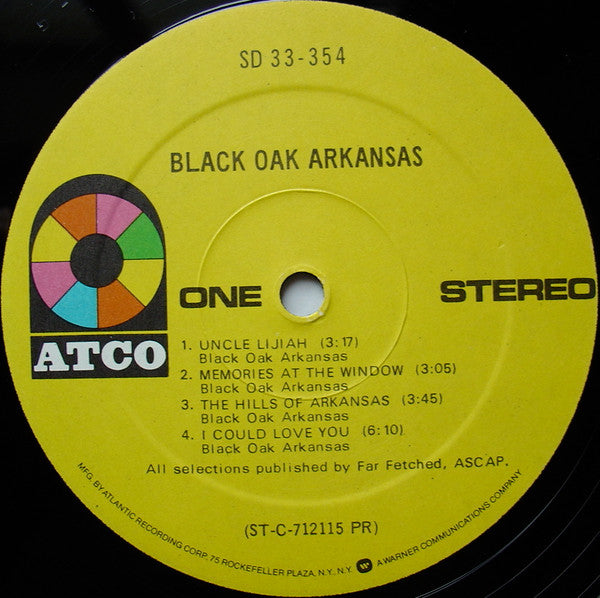 SD 33-354
BLACK OAK ARKANSAS
ATCO
ONE
STEREO
1. UNCLE LIJIAH (3:17)
Black Oak Arkansas
2. MEMORIES AT THE WINDOW (3:05)
Black Oak Arkansas
3. THE HILLS OF ARKANSAS (3:45)
Black Oak Arkansas
4. I COULD LOVE YOU (6:10)
Black Oak Arkansas
All selections published by Far Fetched, ASCAP.
(ST-C-712115 PR)
MFG. BY ATLANTIC RECORDING CORP. 75 ROCKEFELLER PLAZA, N.Y., N.Y. W A WARNER COMMUNICATIONS COMPANY